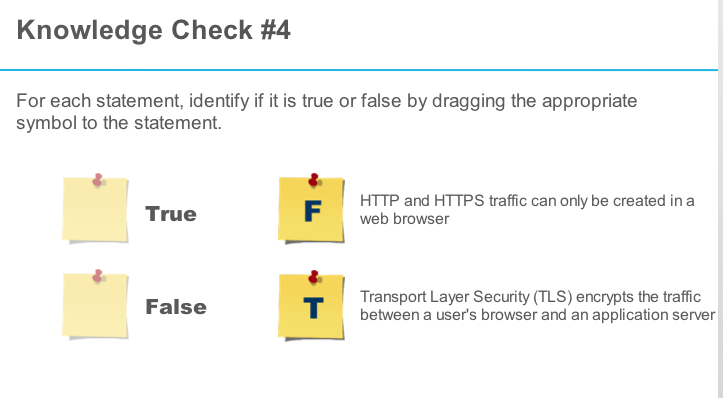 Knowledge Check #4
For each statement, identify if it is true or false by dragging the appropriate
symbol to the statement.
True
F
HTTP and HTTPS traffic can only be created in a
web browser
False
T
Transport Layer Security (TLS) encrypts the traffic
between a user's browser and an application server